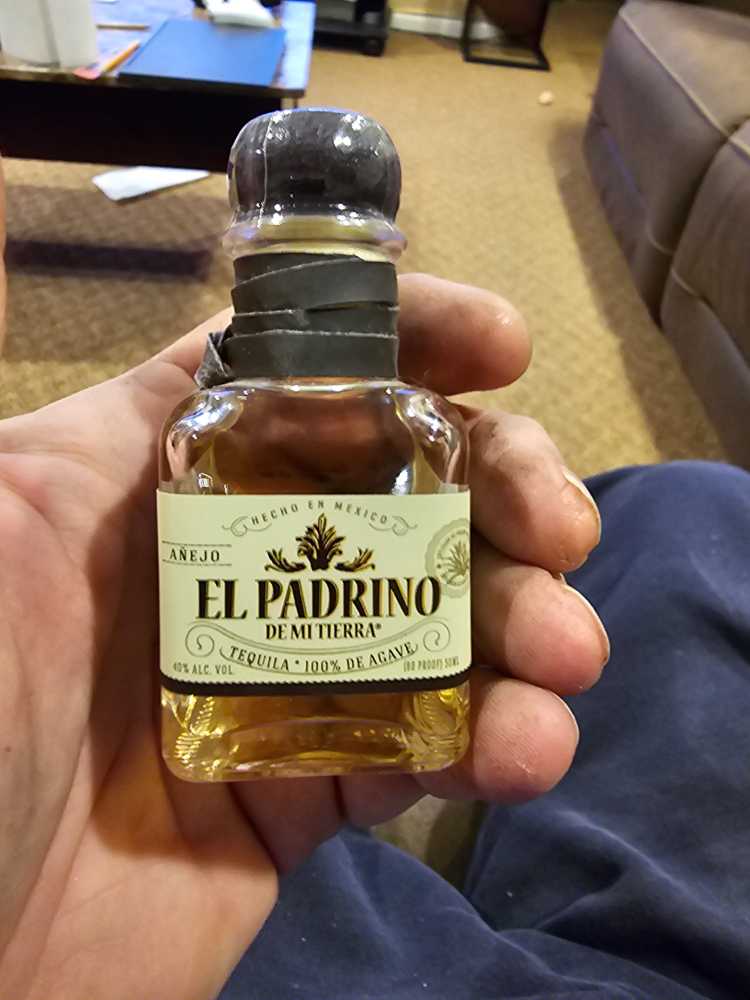 HECHO EN MEXICO
AÑEJO
EL PADRINO
DE MI TIERRA®
TEQUILA * 100% DE AGAVE
40% ALC. VOL.
(80 PROOF) 50ML